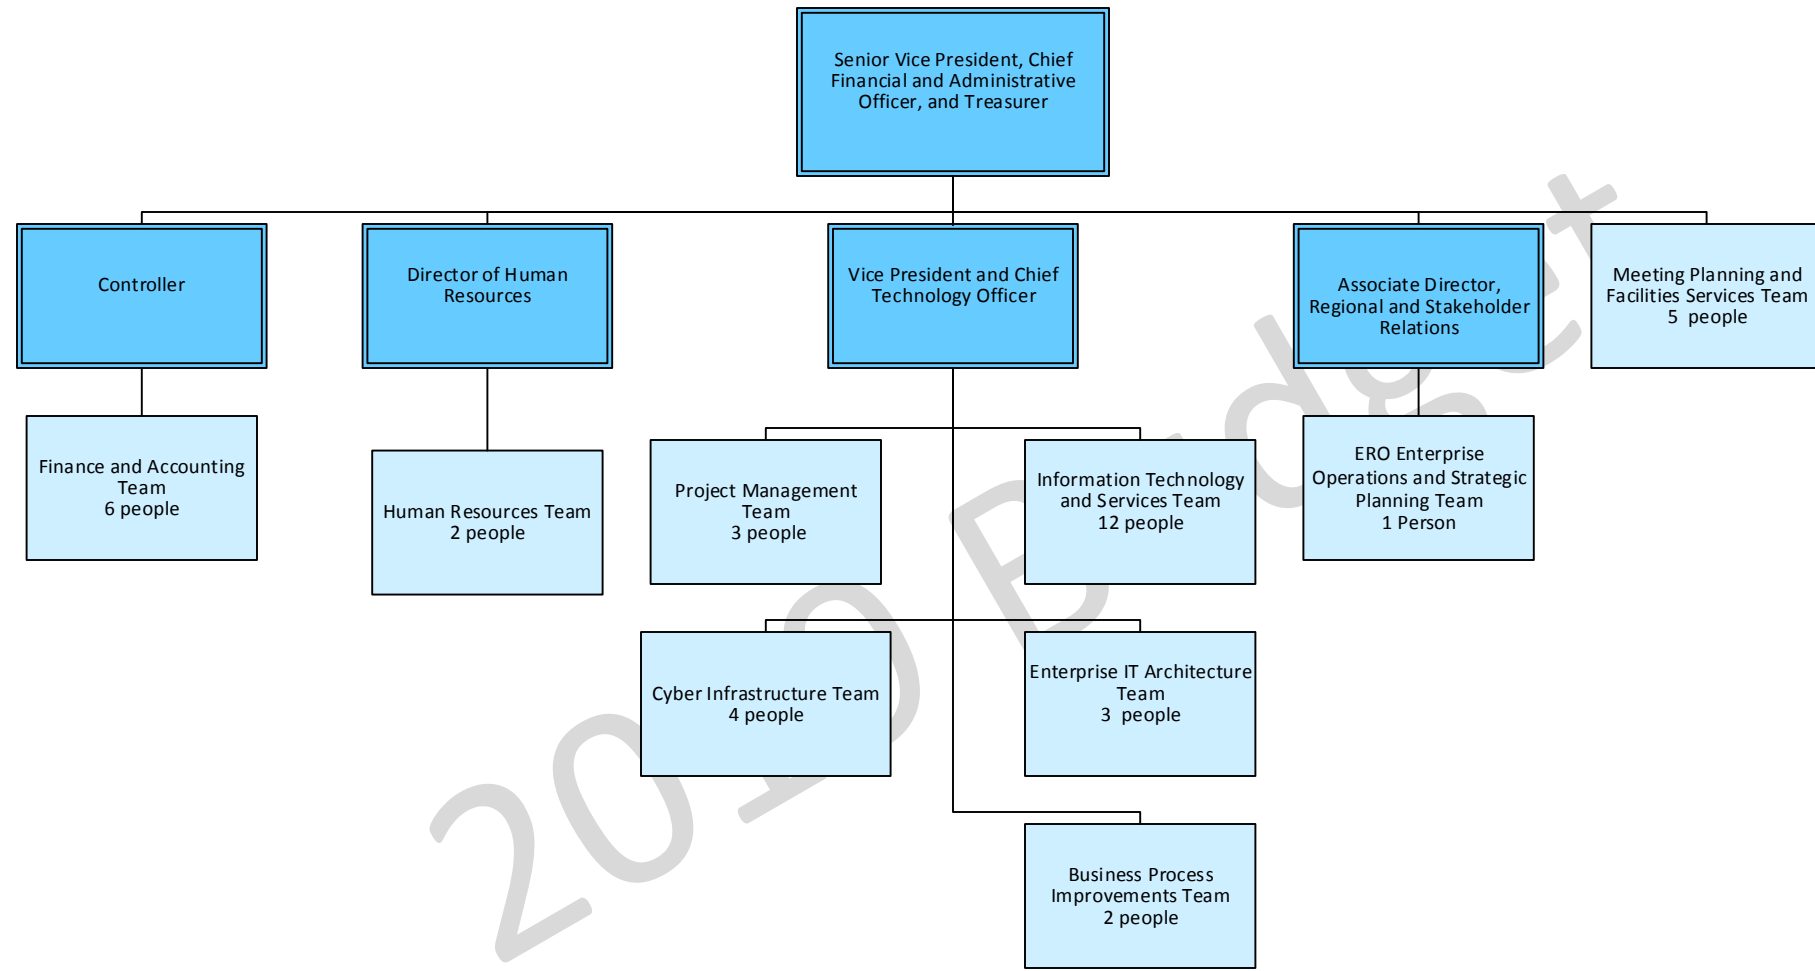 Senior Vice President, Chief
Financial and Administrative
Officer, and Treasurer
Controller
Director of Human
Resources
Vice President and Chief
Technology Officer
Associate Director,
Regional and Stakeholder
Relations
Meeting Planning and
Facilities Services Team
5 people
Finance and Accounting
Team
6 people
Human Resources Team
2 people
Project Management
Team
3 people
Information Technology
and Services Team
12 people
ERO Enterprise
Operations and Strategic
Planning Team
1 Person
Cyber Infrastructure Team
4 people
Enterprise IT Architecture
Team
3 people
Business Process
Improvements Team
2 people
Budget